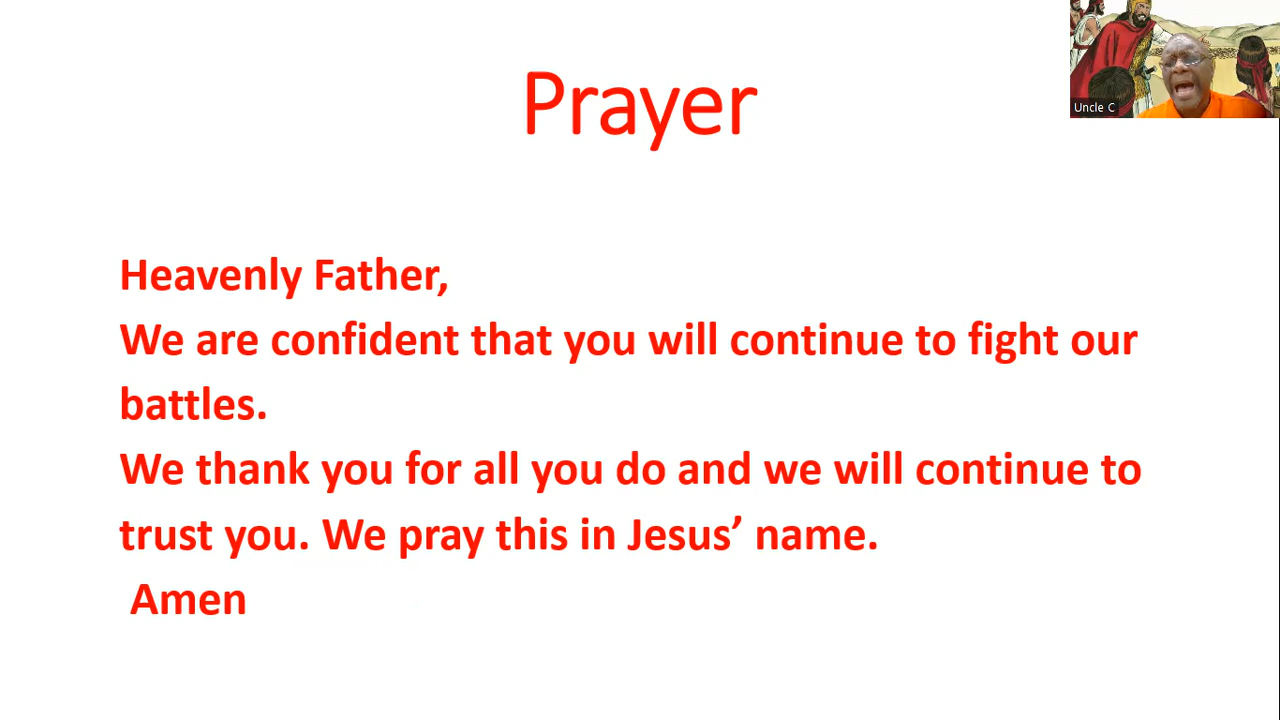 Prayer
Uncle C
Heavenly Father,
We are confident that you will continue to fight our
battles.
We thank you for all you do and we will continue to
trust you. We pray this in Jesus’ name.
Amen